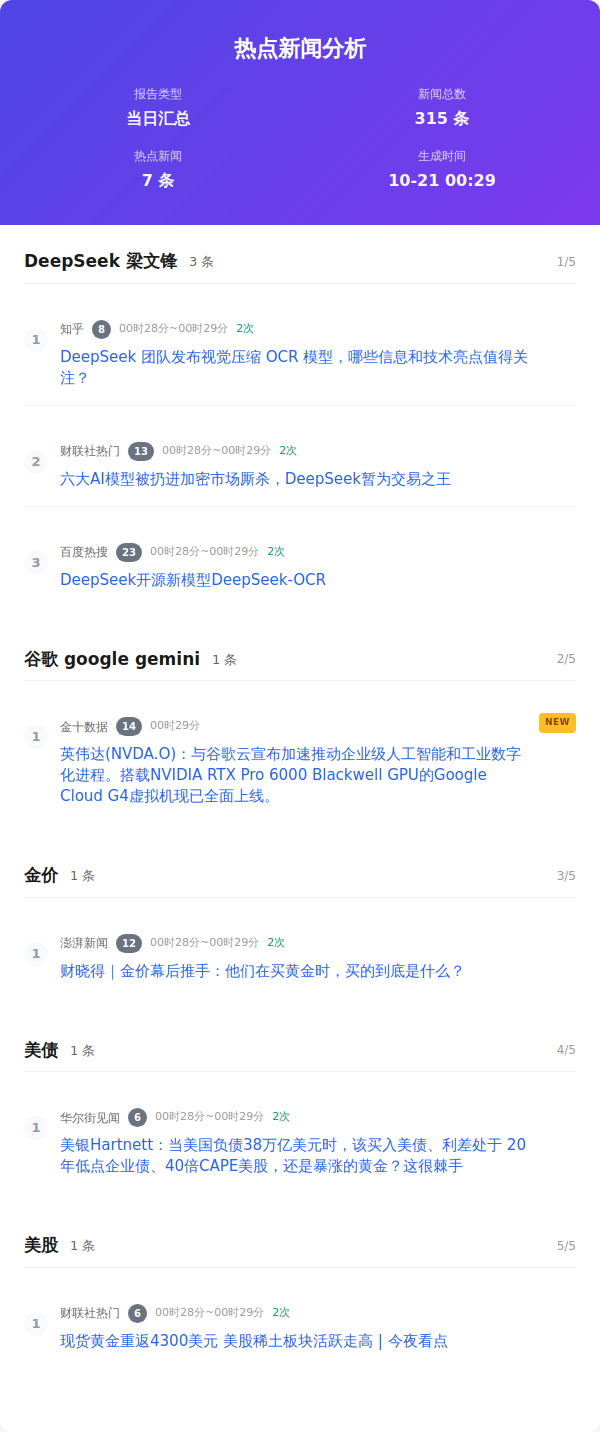 热点新闻分析
报告类型
新闻总数
当日汇总
315 条
热点新闻
生成时间
7 条
10-21 00:29
DeepSeek 梁文锋 3 条 1/5
1 知乎 8 00时28分~00时29分 2次
DeepSeek 团队发布视觉压缩 OCR 模型，哪些信息和技术亮点值得关
注？
2 财联社热门 13 00时28分~00时29分 2次
六大AI模型被扔进加密市场厮杀，DeepSeek暂为交易之王
3 百度热搜 23 00时28分~00时29分 2次
DeepSeek开源新模型DeepSeek-OCR
谷歌 google gemini 1 条 2/5
1 金十数据 14 00时29分 NEW
英伟达(NVDA.O)：与谷歌云宣布加速推动企业级人工智能和工业数字
化进程。搭载NVIDIA RTX Pro 6000 Blackwell GPU的Google
Cloud G4虚拟机现已全面上线。
金价 1 条 3/5
1 澎湃新闻 12 00时28分~00时29分 2次
财晓得｜金价幕后推手：他们在买黄金时，买的到底是什么？
美债 1 条 4/5
1 华尔街见闻 6 00时28分~00时29分 2次
美银Hartnett：当美国负债38万亿美元时，该买入美债、利差处于 20
年低点企业债、40倍CAPE美股，还是暴涨的黄金？这很棘手
美股 1 条 5/5
1 财联社热门 6 00时28分~00时29分 2次
现货黄金重返4300美元 美股稀土板块活跃走高 | 今夜看点